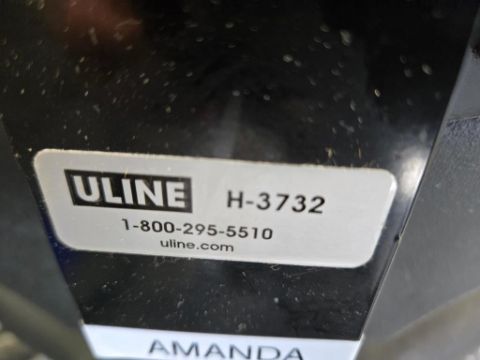 ULINE H-3732
1-800-295-5510
uline.com
AMANDA